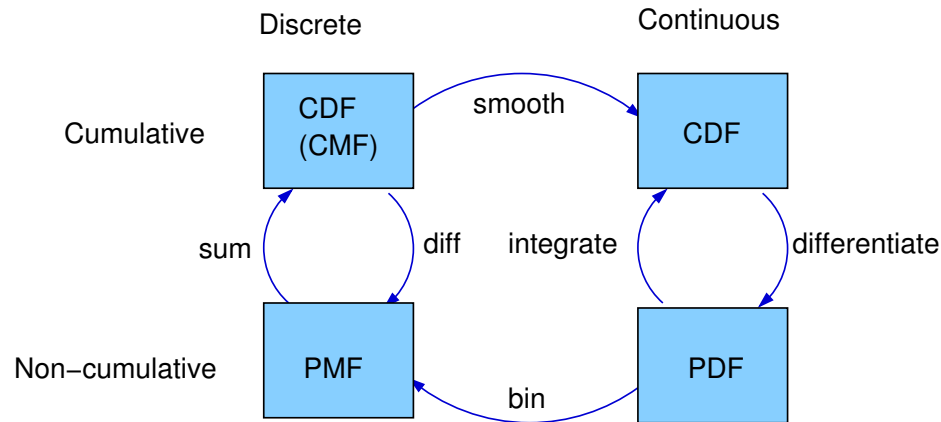 Discrete
Continuous
CDF
(CMF)
smooth
Cumulative
CDF
sum
diff
integrate
differentiate
Non−cumulative
PMF
PDF
bin